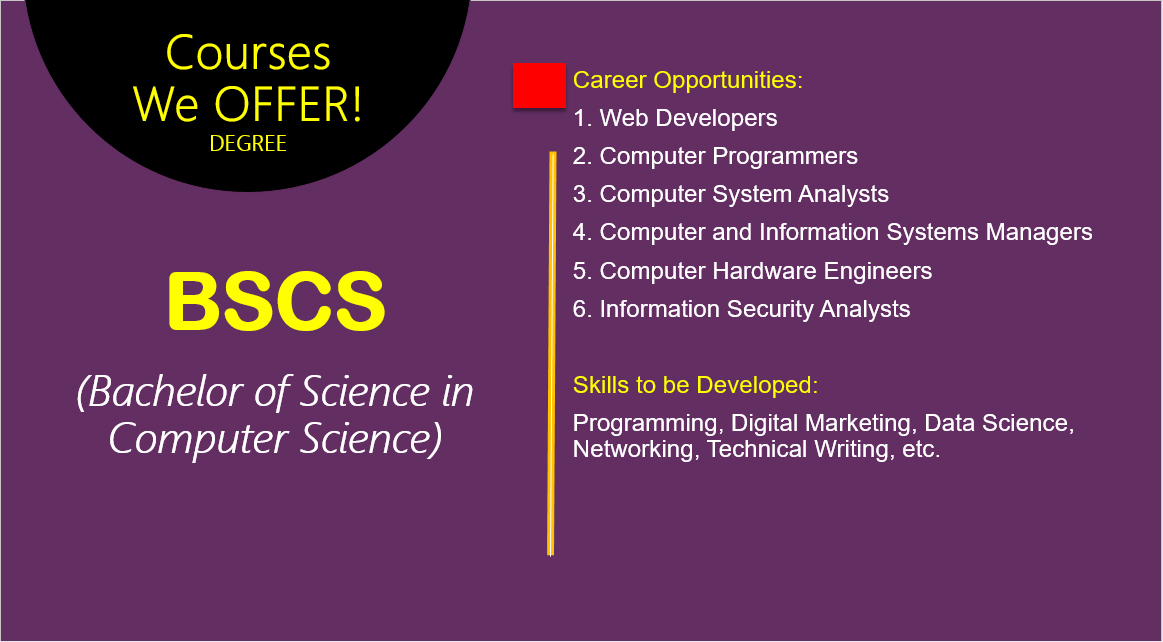 Courses
We OFFER!
DEGREE
BSCS
(Bachelor of Science in
Computer Science)
Career Opportunities:
1. Web Developers
2. Computer Programmers
3. Computer System Analysts
4. Computer and Information Systems Managers
5. Computer Hardware Engineers
6. Information Security Analysts
Skills to be Developed:
Programming, Digital Marketing, Data Science,
Networking, Technical Writing, etc.